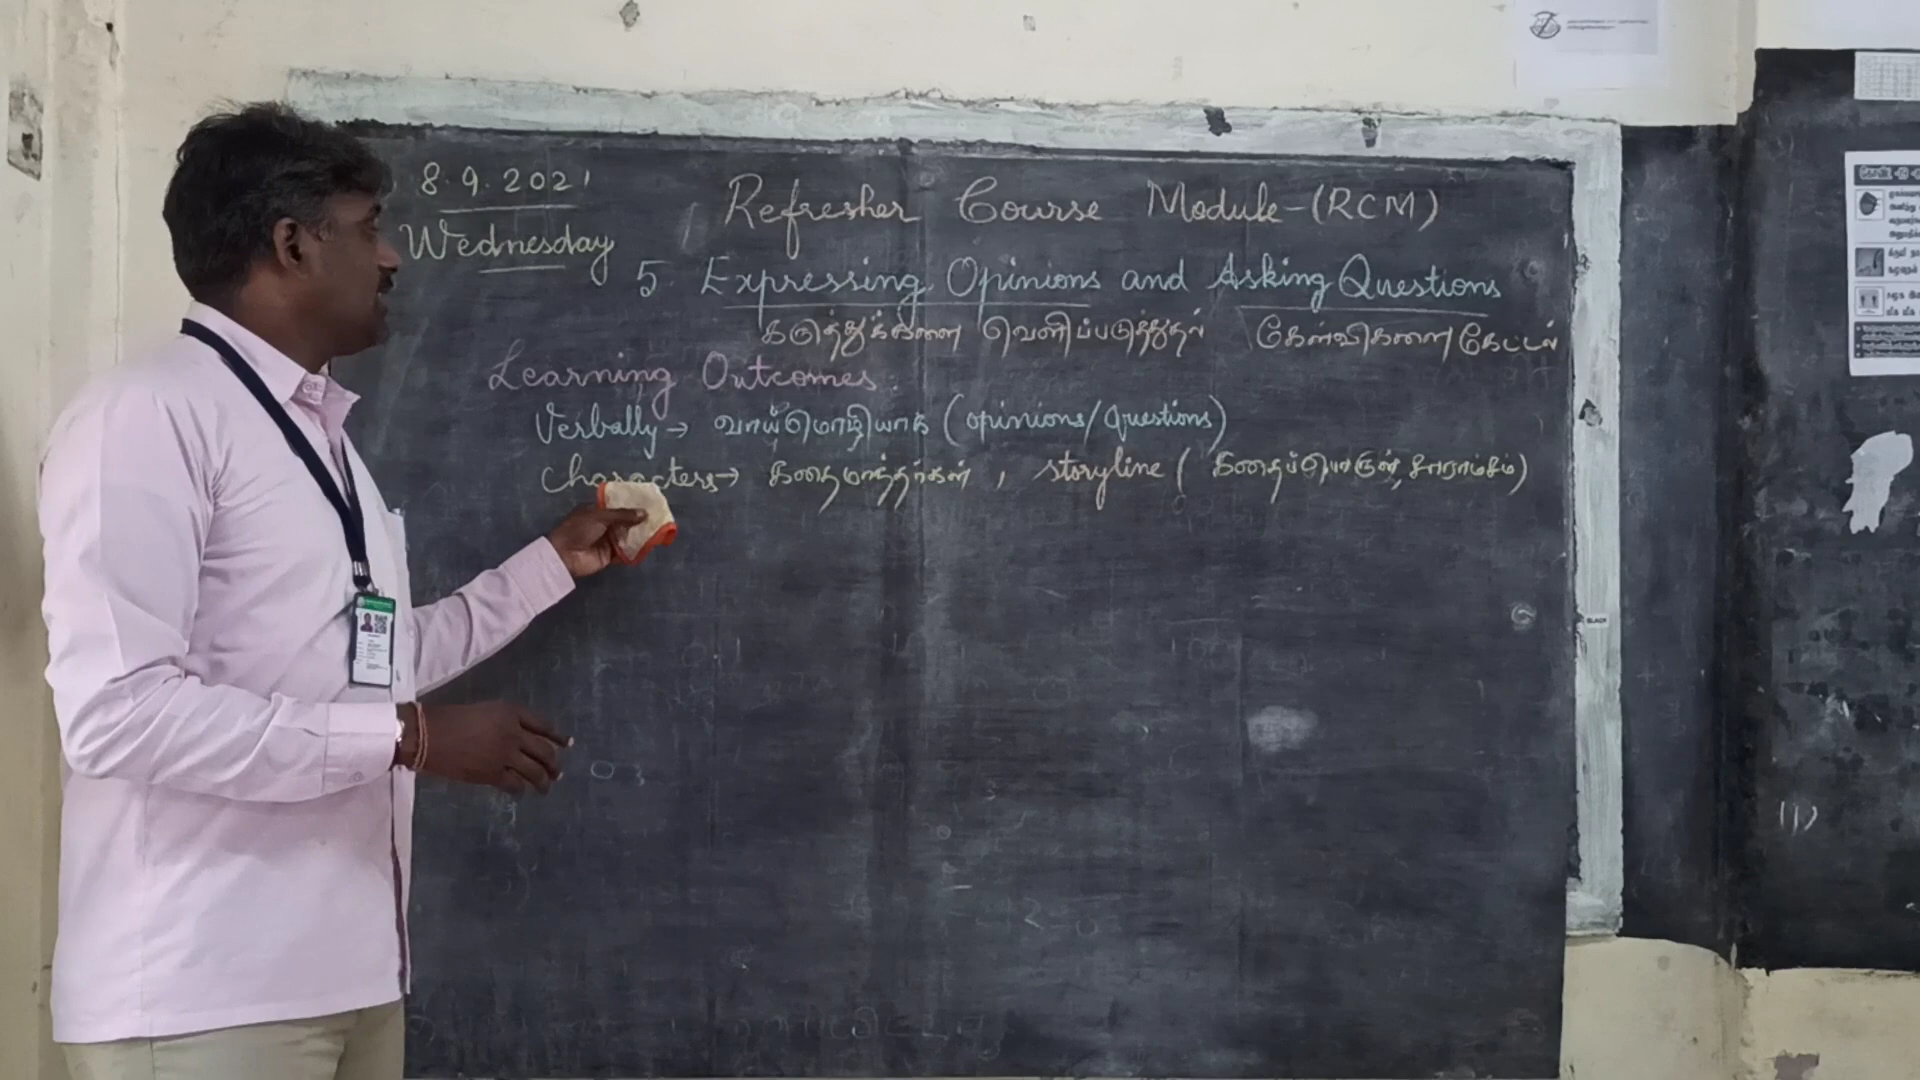 8.9.2021
Wednesday
Refresher Course Module-(RCM)
5. Expressing Opinions and Asking Questions
கருத்துக்களை வெளிப்படுத்துதல் கேள்விகளை கேட்டல்
Learning Outcomes:
Verbally → வாய்மொழியாக (opinions/questions)
characters → கதைமாந்தர்கள், storyline (கதைப்பொருள், சாராம்சம்)
BLACK